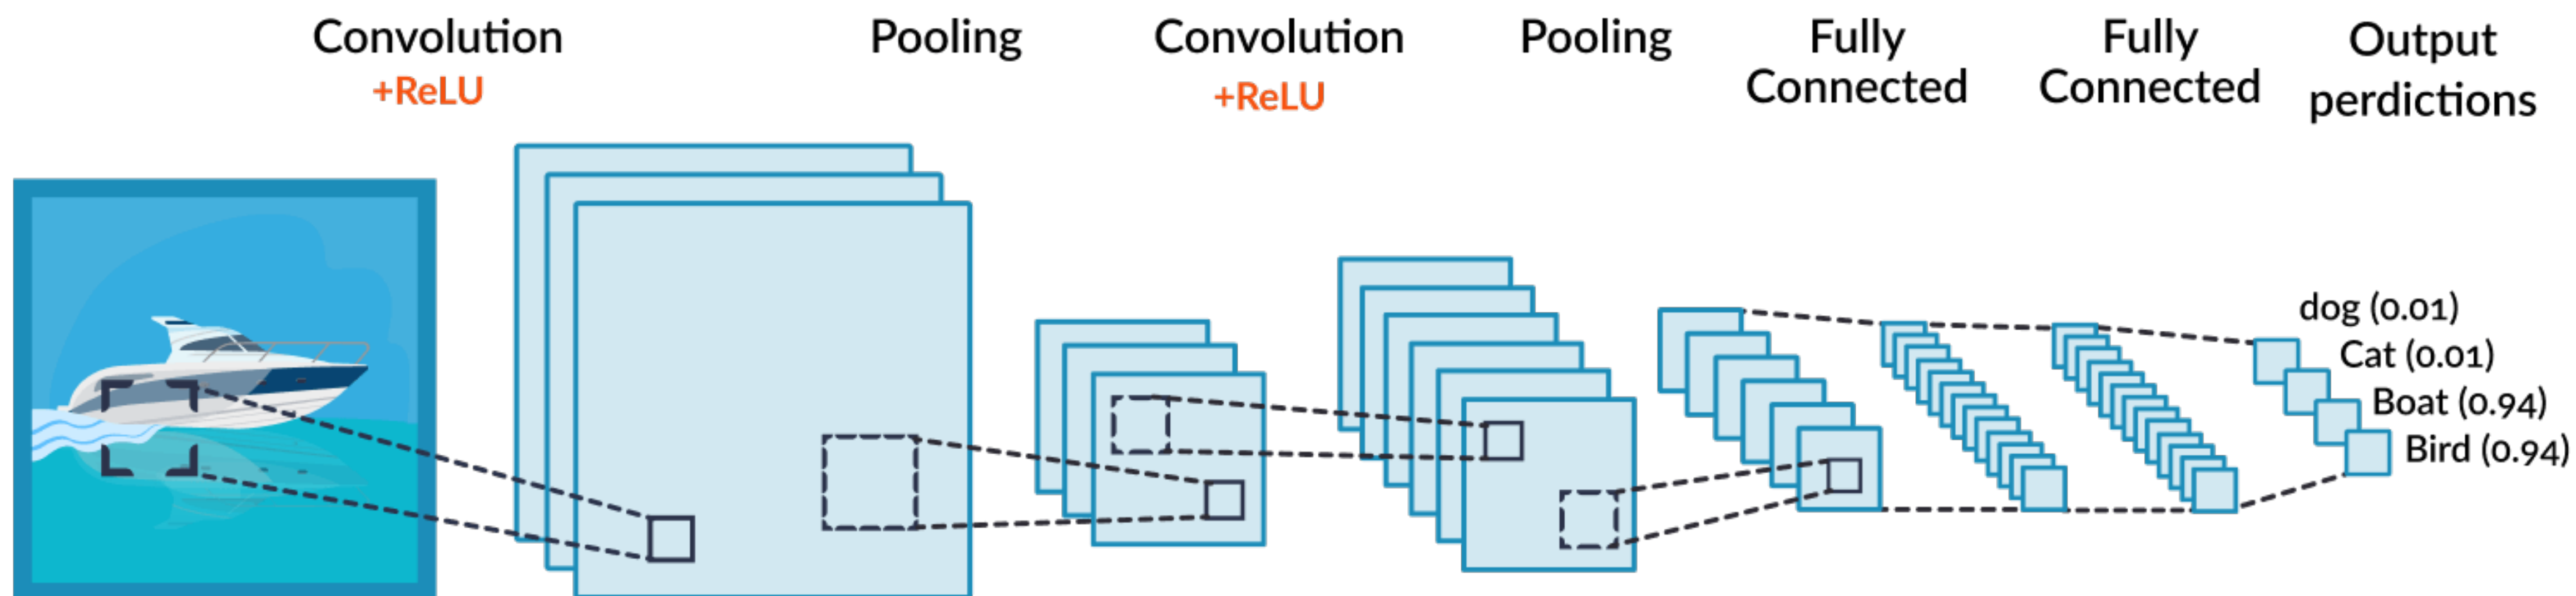 Convolution
+ReLU
Pooling
Convolution
+ReLU
Pooling
Fully
Connected
Fully
Connected
Output
perdictions
dog (0.01)
Cat (0.01)
Boat (0.94)
Bird (0.94)